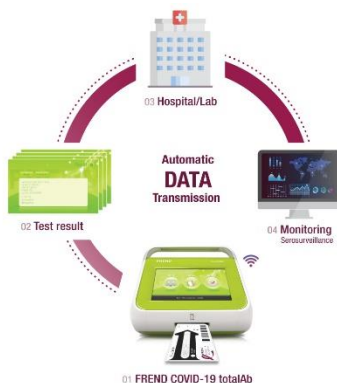 03 Hospital/Lab
Automatic
DATA
Transmission
02 Test result
04 Monitoring
Serosurveillance
01 FREND COVID-19 totalAb